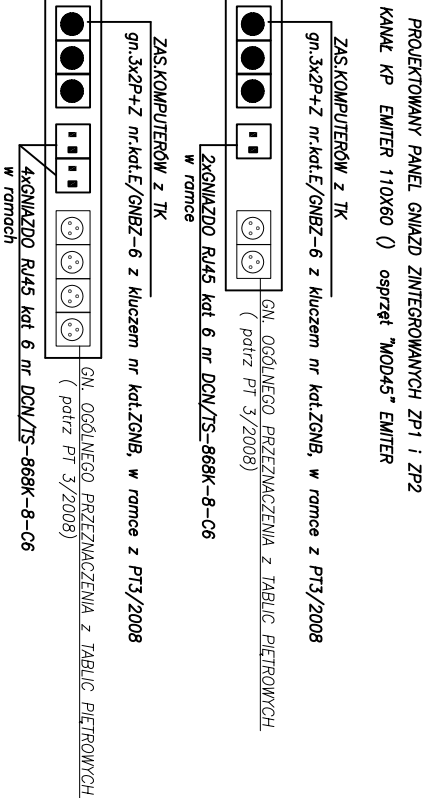 PROJEKTOWANY PANEL GNIAZD ZINTEGROWANYCH ZP1 i ZP2
KANAŁ KP EMITER 110X60 () osprzęt "MOD45" EMITER
ZAS.KOMPUTERÓW z TK
gn.3x2P+Z nr.kat.E/GNBZ-6 z kluczem nr kat.ZGNB, w ramce z PT3/2008
GN. OGÓLNEGO PRZEZNACZENIA z TABLIC PIĘTROWYCH
( patrz PT 3/2008)
2xGNIAZDO RJ45 kat 6 nr DCN/TS-868K-8-C6
w ramce
ZAS.KOMPUTERÓW z TK
gn.3x2P+Z nr.kat.E/GNBZ-6 z kluczem nr kat.ZGNB, w ramce z PT3/2008
GN. OGÓLNEGO PRZEZNACZENIA z TABLIC PIĘTROWYCH
( patrz PT 3/2008)
4xGNIAZDO RJ45 kat 6 nr DCN/TS-868K-8-C6
w ramach